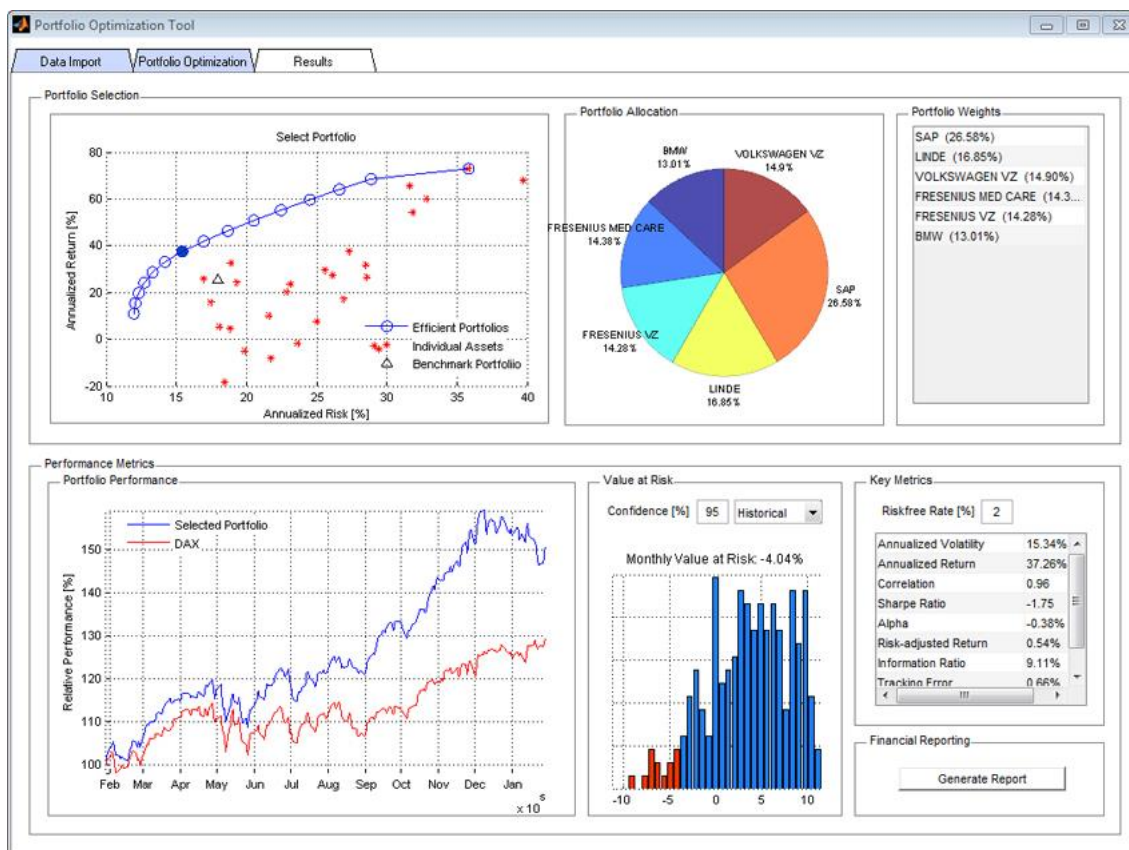 Portfolio Optimization Tool
Data Import
Portfolio Optimization
Results
Portfolio Selection
Select Portfolio
80
60
40
20
0
-20
Annualized Return [%]
10
15
20
25
30
35
40
Annualized Risk [%]
Efficient Portfolios
Individual Assets
Benchmark Portfolio
Portfolio Allocation
BMW
13.01%
VOLKSWAGEN VZ
14.9%
FRESENIUS MED CARE
14.38%
SAP
26.58%
FRESENIUS VZ
14.28%
LINDE
16.85%
Portfolio Weights
SAP (26.58%)
LINDE (16.85%)
VOLKSWAGEN VZ (14.90%)
FRESENIUS MED CARE (14.3...
FRESENIUS VZ (14.28%)
BMW (13.01%)
Performance Metrics
Portfolio Performance
Selected Portfolio
DAX
150
140
130
120
110
100
Relative Performance [%]
Feb Mar Apr May Jun Jul Aug Sep Oct Nov Dec Jan
x 10^5
Value at Risk
Confidence [%] 95 Historical
Monthly Value at Risk: -4.04%
-10 -5 0 5 10
Key Metrics
Riskfree Rate [%] 2
Annualized Volatility 15.34%
Annualized Return 37.26%
Correlation 0.96
Sharpe Ratio -1.75
Alpha -0.38%
Risk-adjusted Return 0.54%
Information Ratio 9.11%
Tracking Error 0.66%
Financial Reporting
Generate Report